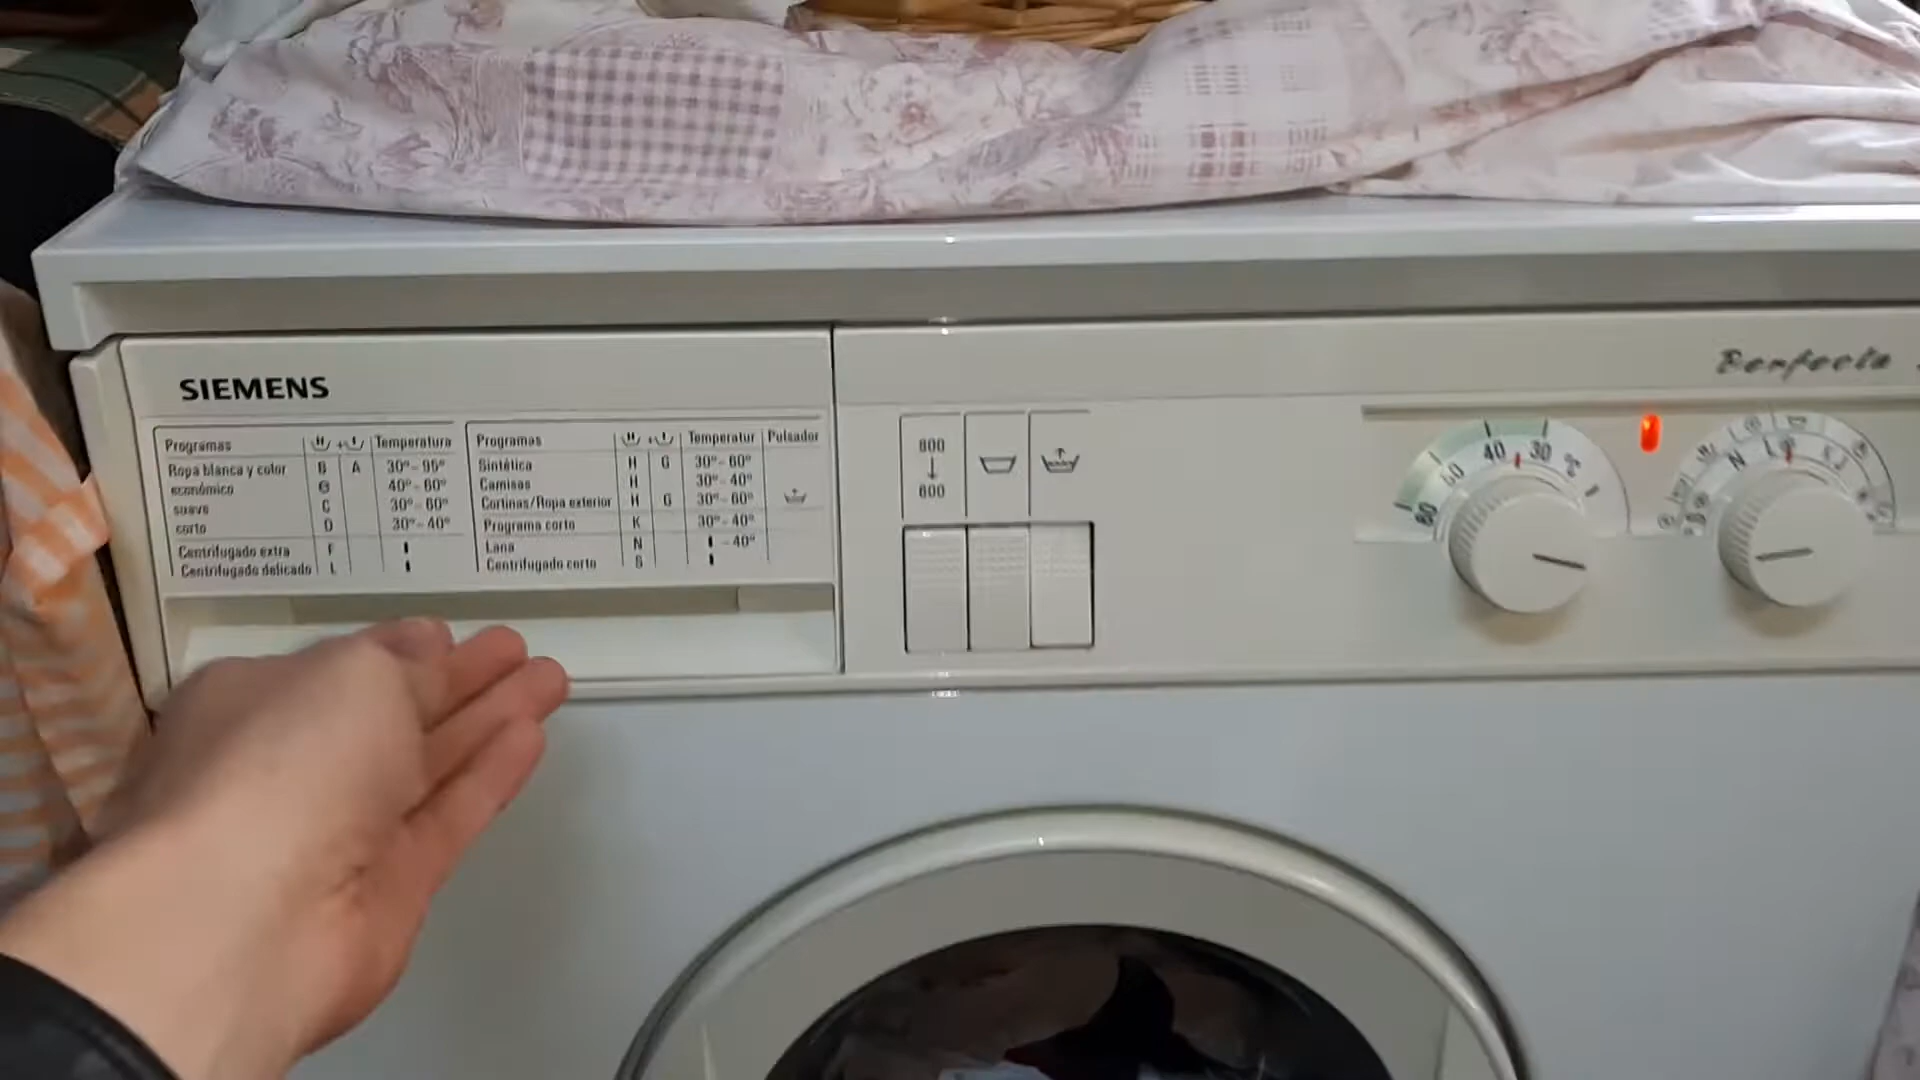 SIEMENS
Programas Temperatura
Ropa blanca y color B A 30°-95°
económico B 40°-60°
suave C 30°-60°
corto D 30°-40°
Centrifugado extra F
Centrifugado delicado L
Programas Temperatur Pulsador
Sintética H G 30°-60°
Camisas H 30°-40°
Cortinas/Ropa exterior H G 30°-60°
Programa corto K 30°-40°
Lana N -40°
Centrifugado corto S
800
600
Perfecta
60 50 40 30 °C
N L